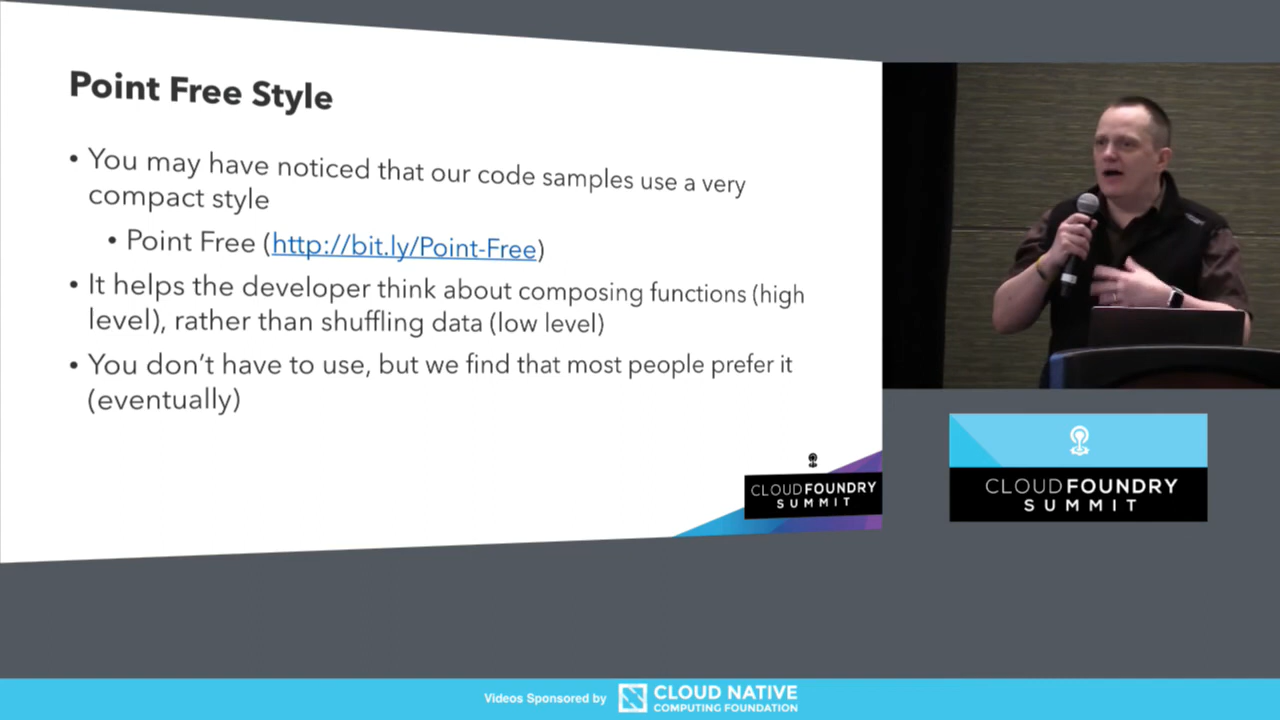 Point Free Style
• You may have noticed that our code samples use a very
compact style
• Point Free (http://bit.ly/Point-Free)
• It helps the developer think about composing functions (high
level), rather than shuffling data (low level)
• You don’t have to use, but we find that most people prefer it
(eventually)
CLOUDFOUNDRY
SUMMIT
CLOUDFOUNDRY
SUMMIT
Videos Sponsored by
CLOUD NATIVE
COMPUTING FOUNDATION